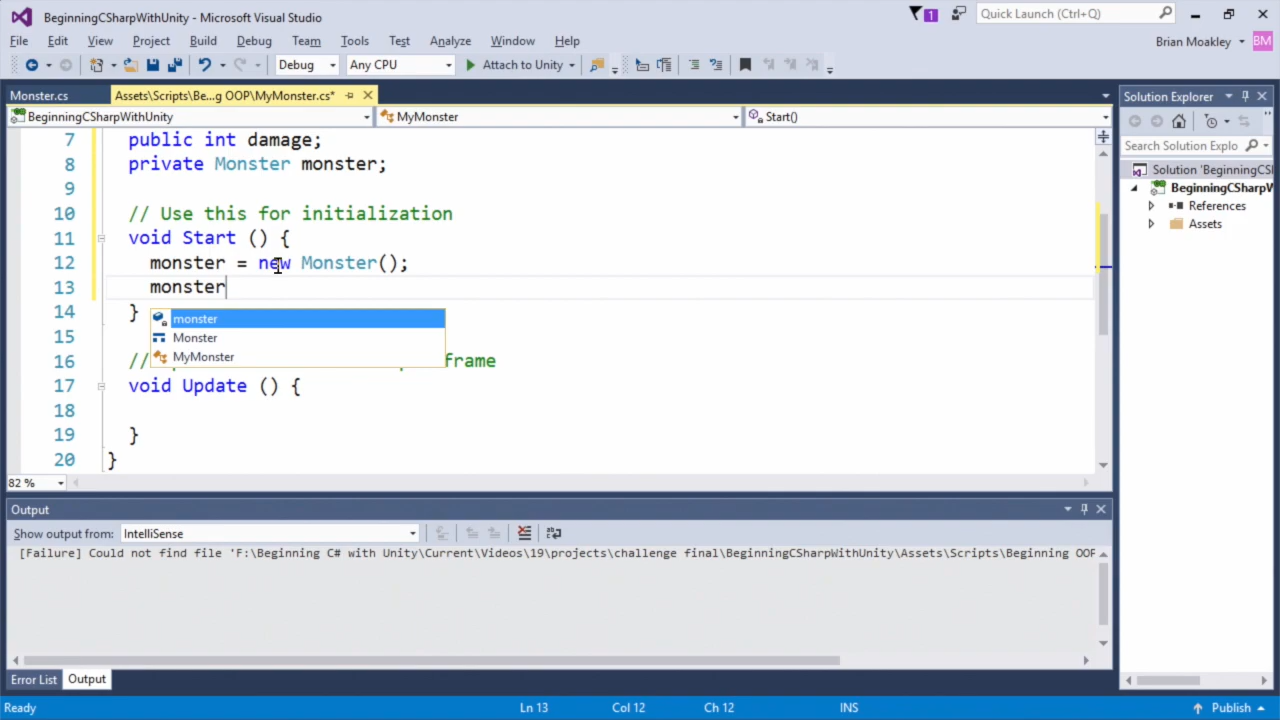 BeginningCSharpWithUnity - Microsoft Visual Studio
1
Quick Launch (Ctrl+Q)
File Edit View Project Build Debug Team Tools Test Analyze Window Help
Brian Moakley BM
Debug Any CPU Attach to Unity
Monster.cs Assets\Scripts\Be...g OOP\MyMonster.cs*
Solution Explorer
BeginningCSharpWithUnity MyMonster Start()
7 public int damage;
8 private Monster monster;
9
10 // Use this for initialization
11 void Start () {
12 monster = new Monster();
13 monster
14 }
15
16 // frame
17 void Update () {
18
19 }
20 }
monster
Monster
MyMonster
82 %
Search Solution Explo
Solution 'BeginningCS
BeginningCSharpW
References
Assets
Output
Show output from: IntelliSense
[Failure] Could not find file 'F:\Beginning C# with Unity\Current\Videos\19\projects\challenge final\BeginningCSharpWithUnity\Assets\Scripts\Beginning OOP
Error List Output
Ready Ln 13 Col 12 Ch 12 INS Publish